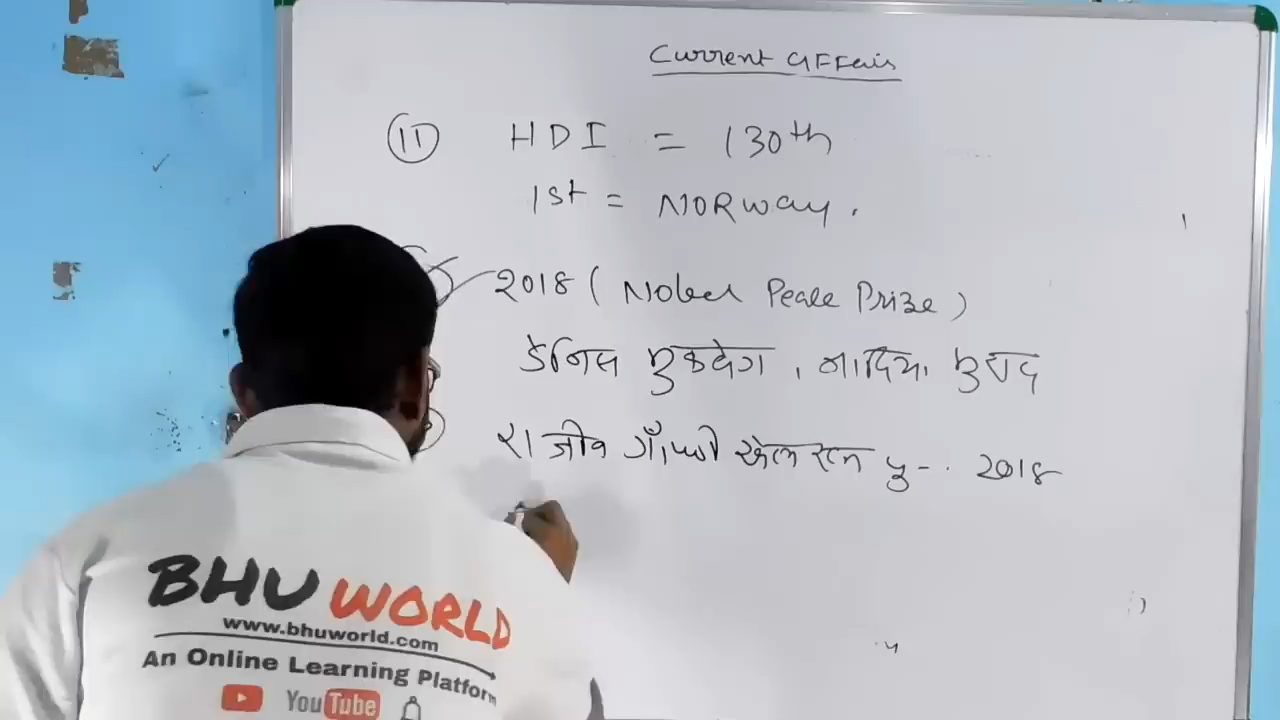 Current Affairs
11 HDI = 130th
1st = NORWAY.
2018 ( Nobel Peace Prize )
डेनिस मुकवेगा, नादिया मुराद
राजीव गाँधी खेल रत्न पु-. 2018
BHU WORLD
www.bhuworld.com
An Online Learning Platform
YouTube